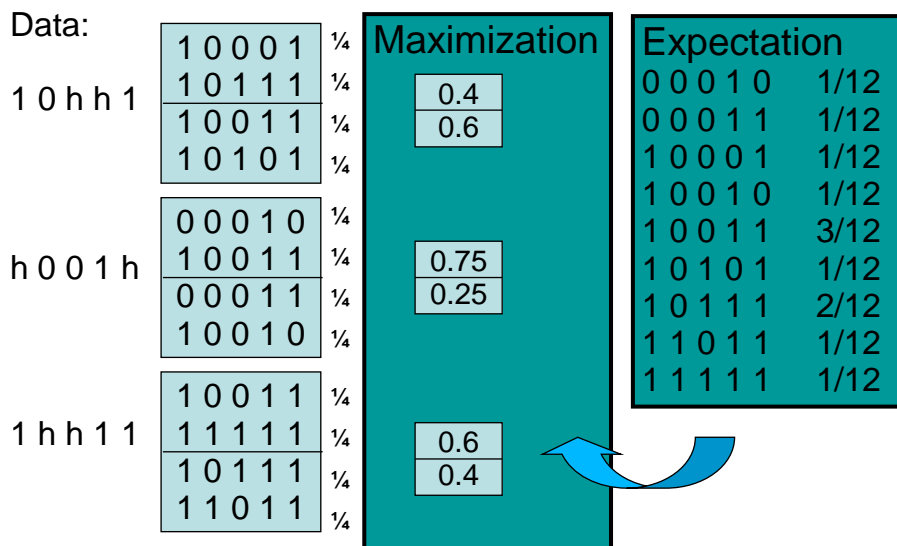 Data:
1 0 h h 1
1 0 0 0 1 ¼
1 0 1 1 1 ¼
1 0 0 1 1 ¼
1 0 1 0 1 ¼
h 0 0 1 h
0 0 0 1 0 ¼
1 0 0 1 1 ¼
0 0 0 1 1 ¼
1 0 0 1 0 ¼
1 h h 1 1
1 0 0 1 1 ¼
1 1 1 1 1 ¼
1 0 1 1 1 ¼
1 1 0 1 1 ¼
Maximization
0.4
0.6
0.75
0.25
0.6
0.4
Expectation
0 0 0 1 0 1/12
0 0 0 1 1 1/12
1 0 0 0 1 1/12
1 0 0 1 0 1/12
1 0 0 1 1 3/12
1 0 1 0 1 1/12
1 0 1 1 1 2/12
1 1 0 1 1 1/12
1 1 1 1 1 1/12